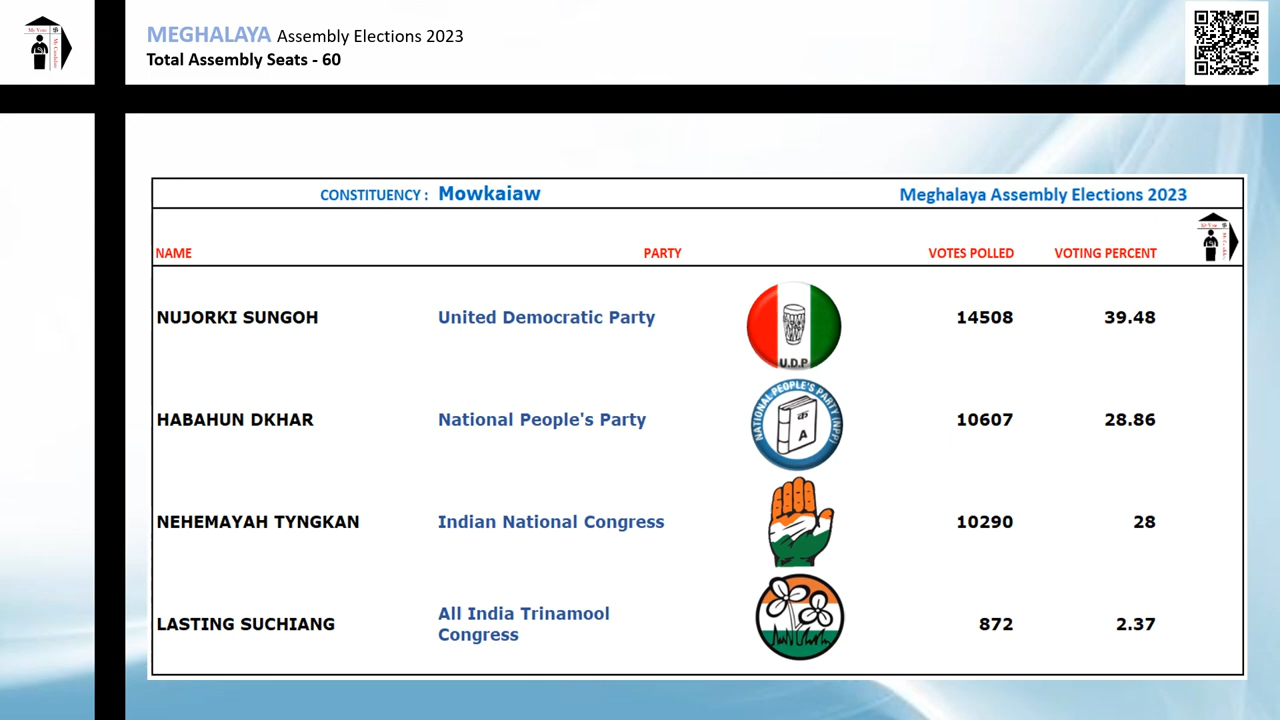 MEGHALAYA Assembly Elections 2023
Total Assembly Seats - 60
CONSTITUENCY : Mowkaiaw Meghalaya Assembly Elections 2023
NAME PARTY VOTES POLLED VOTING PERCENT
NUJORKI SUNGOH United Democratic Party 14508 39.48
U.D.P
HABAHUN DKHAR National People's Party 10607 28.86
NATIONAL PEOPLE'S PARTY (NPP)
क
A
NEHEMAYAH TYNGKAN Indian National Congress 10290 28
LASTING SUCHIANG All India Trinamool Congress 872 2.37